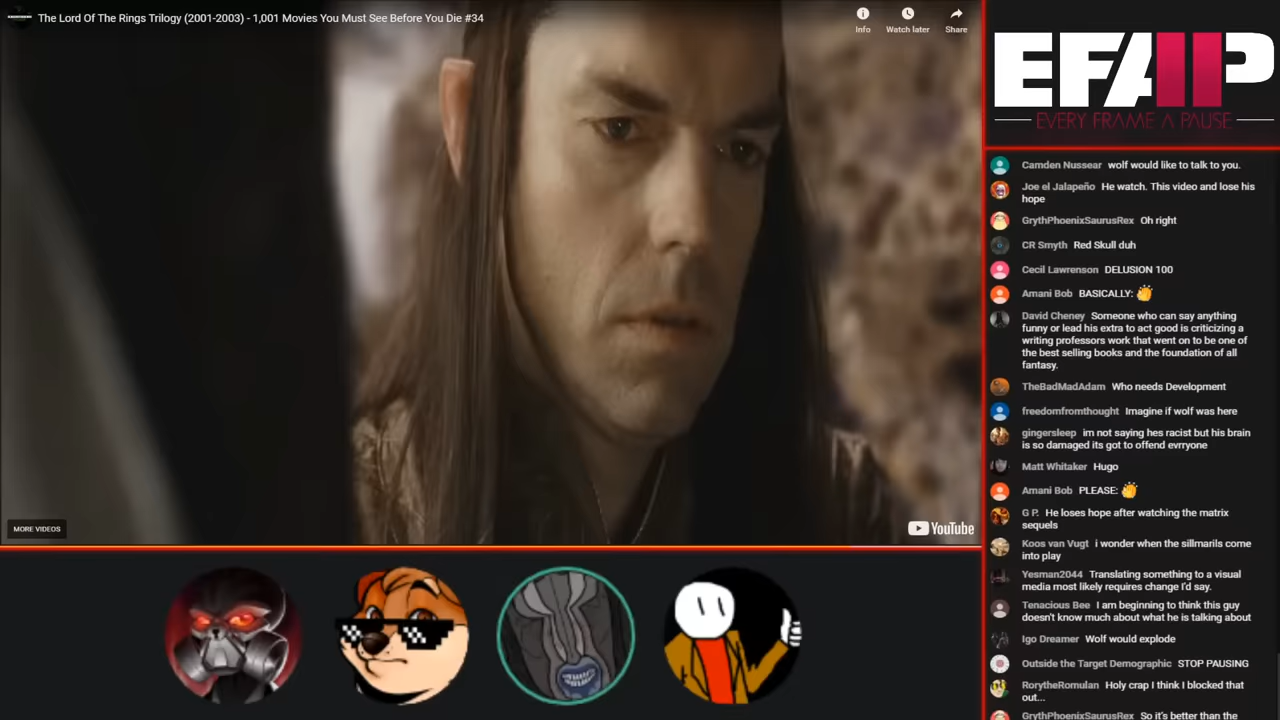 The Lord Of The Rings Trilogy (2001-2003) - 1,001 Movies You Must See Before You Die #34
Info
Watch later
Share
MORE VIDEOS
YouTube
EFAP
EVERY FRAME A PAUSE
Camden Nussear wolf would like to talk to you.
Joe el Jalapeño He watch. This video and lose his
hope
GrythPhoenixSaurusRex Oh right
CR Smyth Red Skull duh
Cecil Lawrenson DELUSION 100
Amani Bob BASICALLY: 👏
David Cheney Someone who can say anything
funny or lead his extra to act good is criticizing a
writing professors work that went on to be one of
the best selling books and the foundation of all
fantasy.
TheBadMadAdam Who needs Development
freedomfromthought Imagine if wolf was here
gingersleep im not saying hes racist but his brain
is so damaged its got to offend evrryone
Matt Whitaker Hugo
Amani Bob PLEASE: 👏
G P. He loses hope after watching the matrix
sequels
Koos van Vugt i wonder when the sillmarils come
into play
Yesman2044 Translating something to a visual
media most likely requires change I'd say.
Tenacious Bee I am beginning to think this guy
doesn't know much about what he is talking about
Igo Dreamer Wolf would explode
Outside the Target Demographic STOP PAUSING
RorytheRomulan Holy crap I think I blocked that
out...
GrythPhoenixSaurusRex So it's better than the